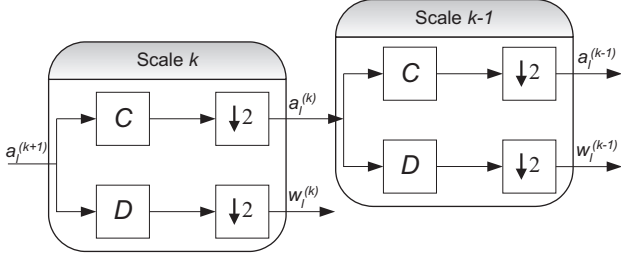 Scale k-1
Scale k
C
↓2
a_l^(k-1)
C
↓2
a_l^(k)
a_l^(k+1)
D
↓2
w_l^(k-1)
D
↓2
w_l^(k)